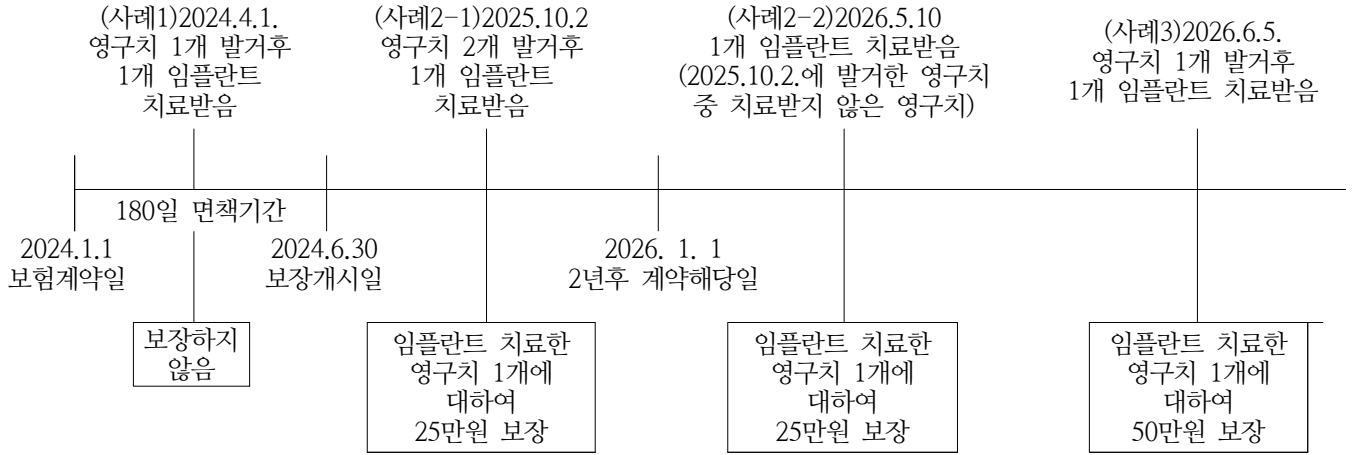 (사례1)2024.4.1.
영구치 1개 발거후
1개 임플란트
치료받음
(사례2-1)2025.10.2
영구치 2개 발거후
1개 임플란트
치료받음
(사례2-2)2026.5.10
1개 임플란트 치료받음
(2025.10.2.에 발거한 영구치
중 치료받지 않은 영구치)
(사례3)2026.6.5.
영구치 1개 발거후
1개 임플란트 치료받음
180일 면책기간
2024.1.1
보험계약일
2024.6.30
보장개시일
2026. 1. 1
2년후 계약해당일
보장하지
않음
임플란트 치료한
영구치 1개에
대하여
25만원 보장
임플란트 치료한
영구치 1개에
대하여
25만원 보장
임플란트 치료한
영구치 1개에
대하여
50만원 보장